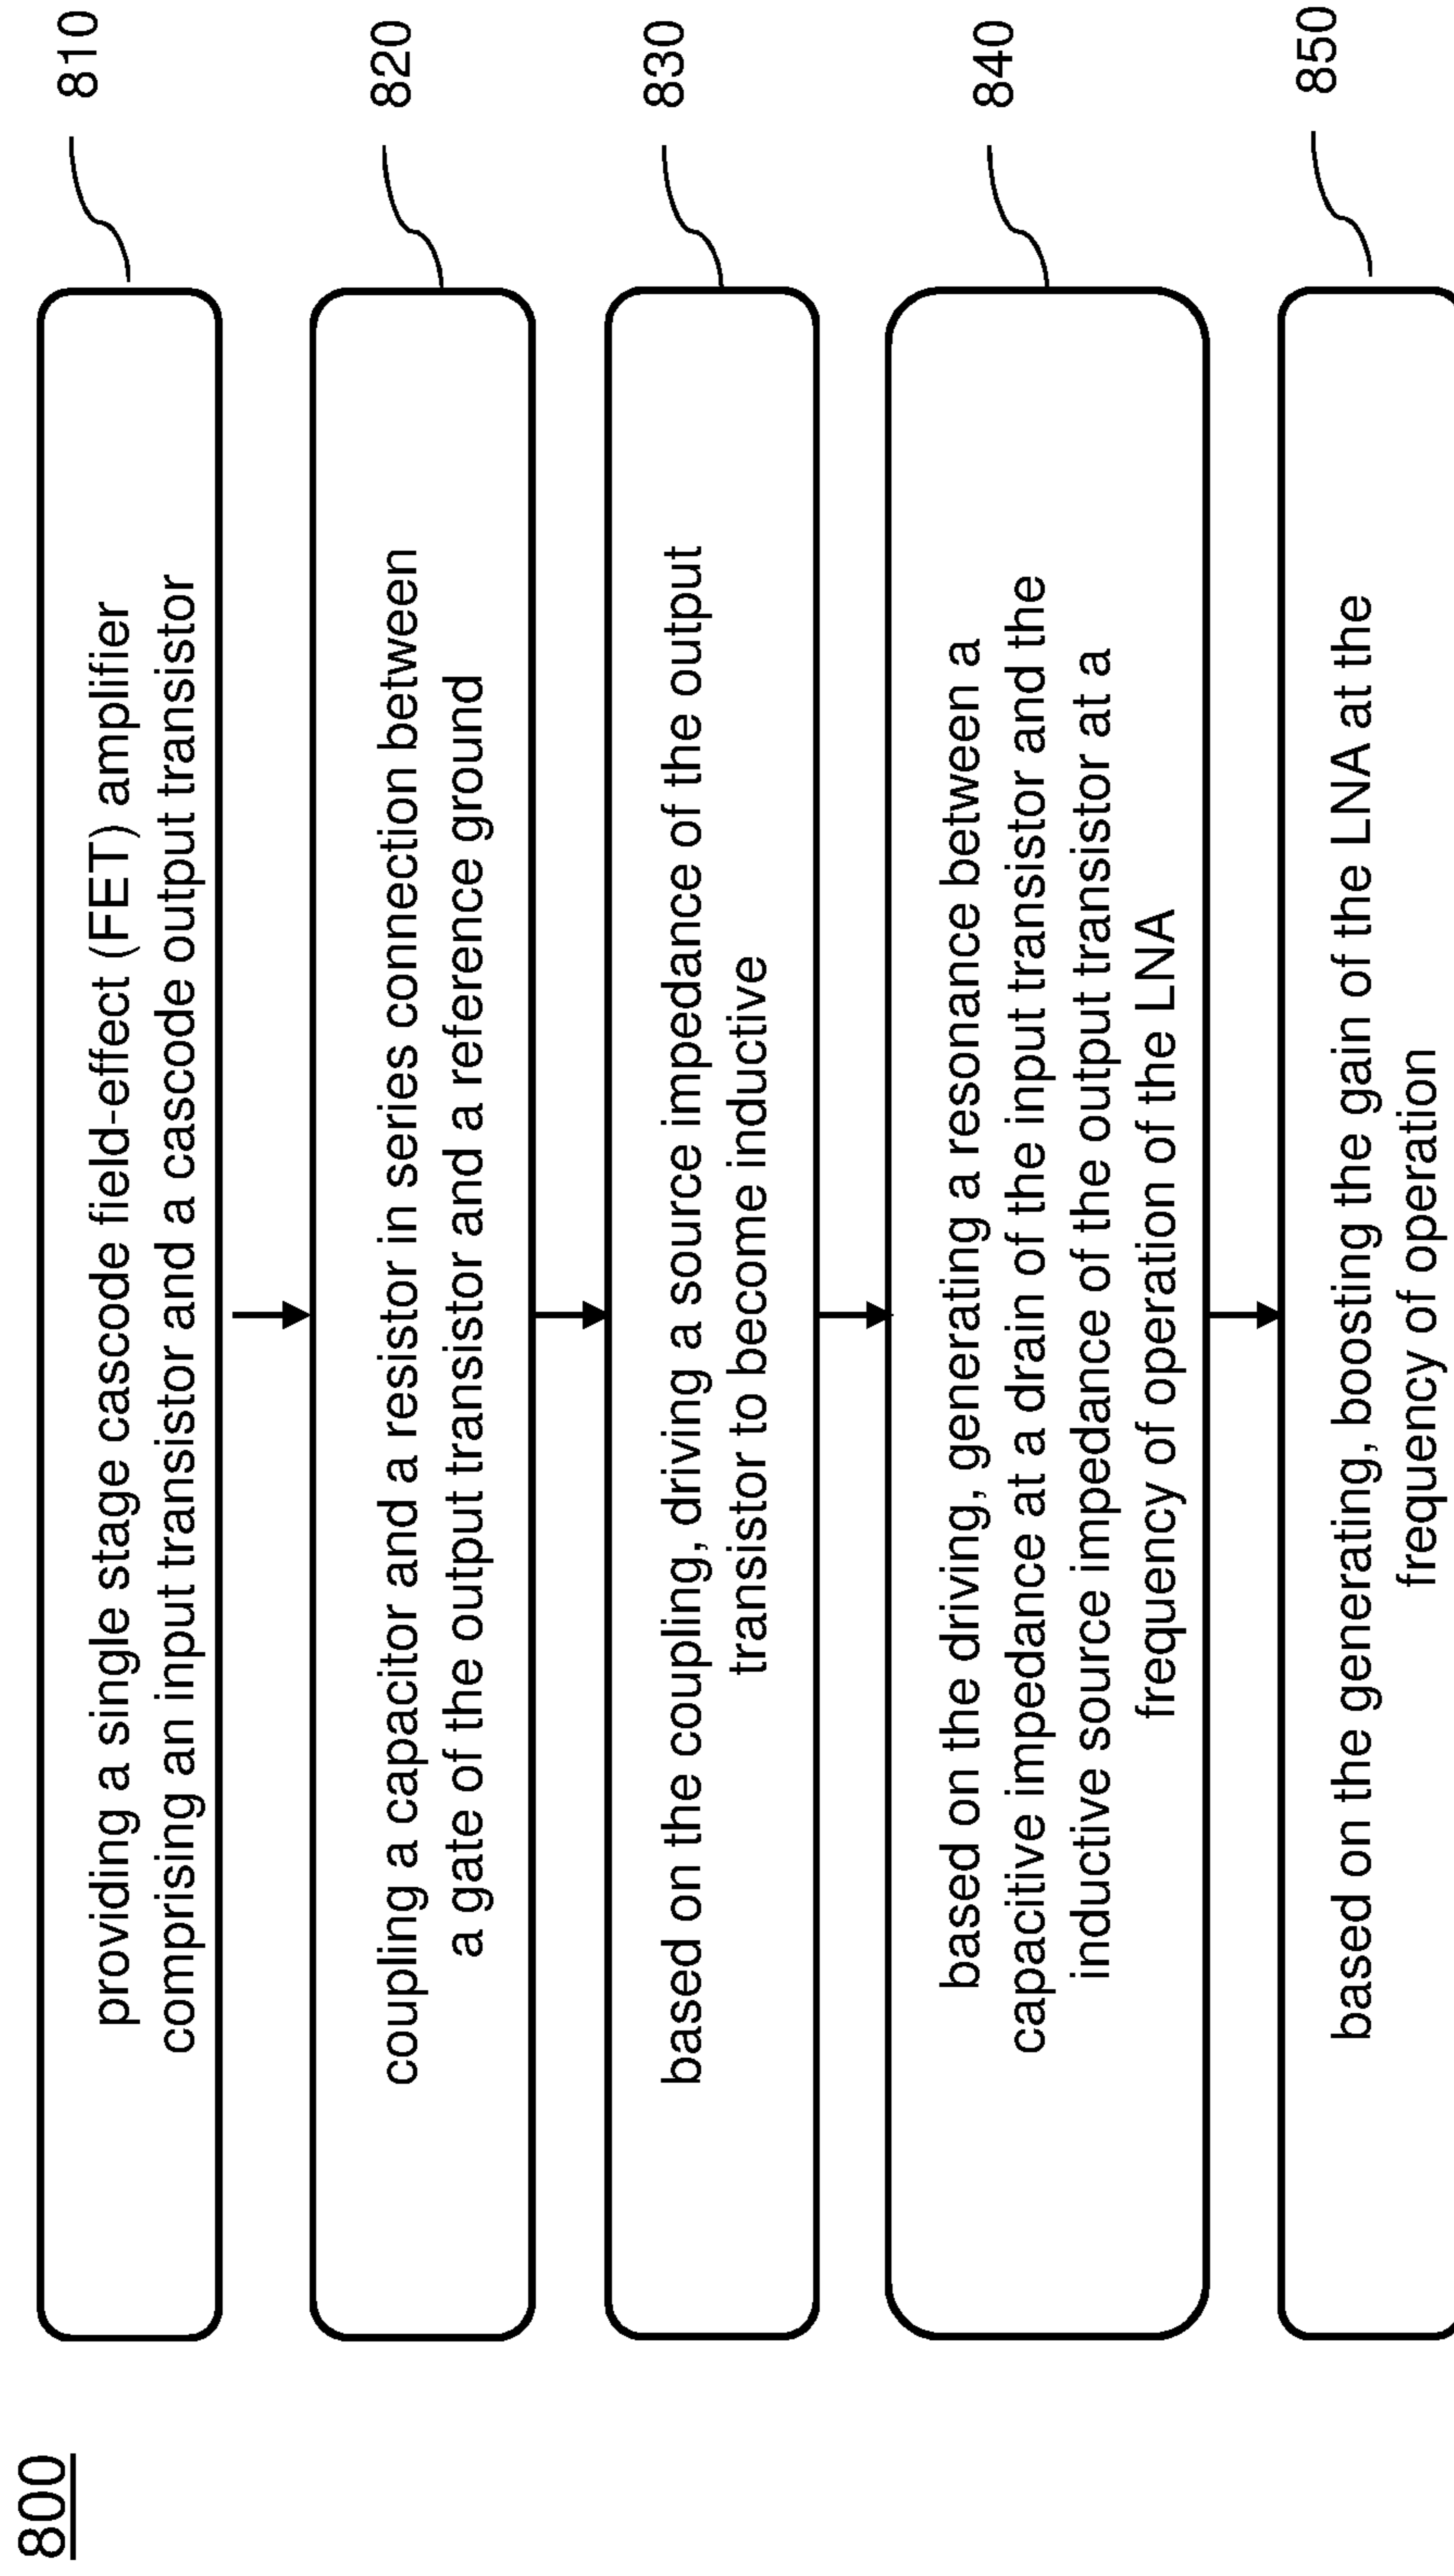 800
providing a single stage cascode field-effect (FET) amplifier
comprising an input transistor and a cascode output transistor
810
coupling a capacitor and a resistor in series connection between
a gate of the output transistor and a reference ground
820
based on the coupling, driving a source impedance of the output
transistor to become inductive
830
based on the driving, generating a resonance between a
capacitive impedance at a drain of the input transistor and the
inductive source impedance of the output transistor at a
frequency of operation of the LNA
840
based on the generating, boosting the gain of the LNA at the
frequency of operation
850